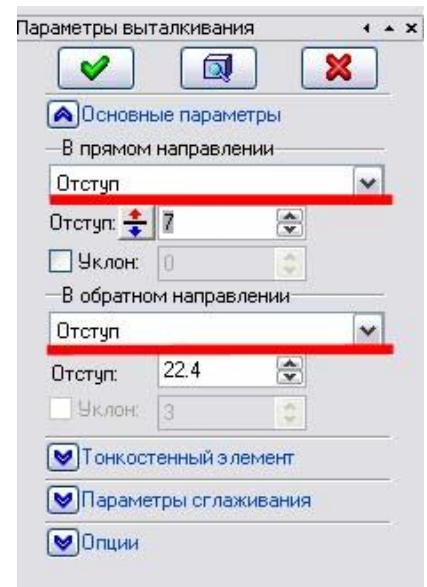 Параметры выталкивания
Основные параметры
В прямом направлении
Отступ
Отступ: 7
Уклон: 0
В обратном направлении
Отступ
Отступ: 22.4
Уклон: 3
Тонкостенный элемент
Параметры сглаживания
Опции